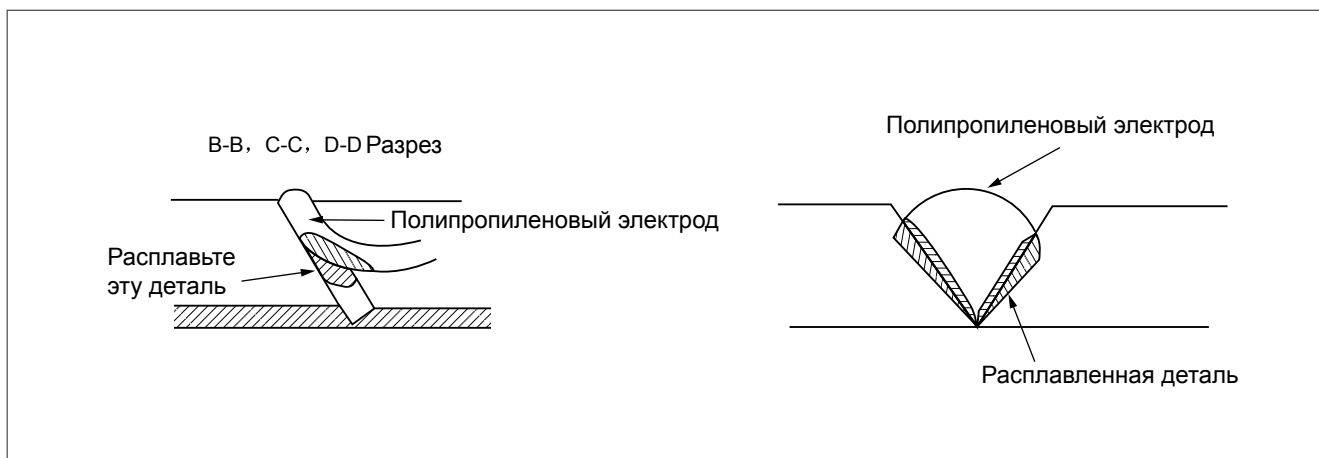 B-B，C-C，D-D Разрез
Полипропиленовый электрод
Расплавьте
эту деталь
Полипропиленовый электрод
Расплавленная деталь